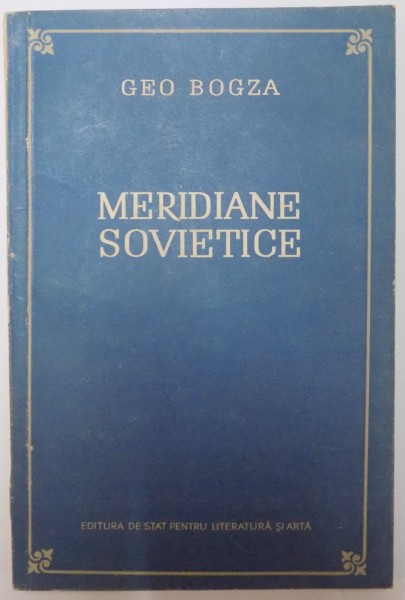 GEO BOGZA
MERIDIANE
SOVIETICE
EDITURA DE STAT PENTRU LITERATURĂ ȘI ARTĂ